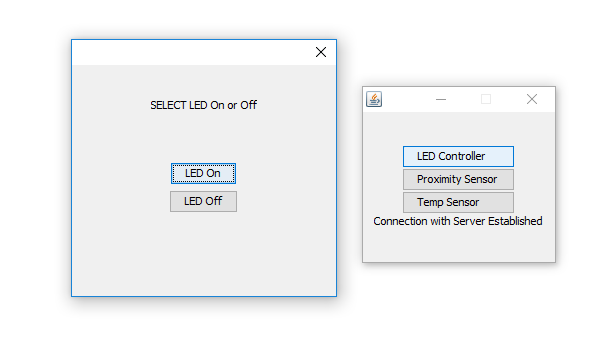 SELECT LED On or Off
LED On
LED Off
LED Controller
Proximity Sensor
Temp Sensor
Connection with Server Established